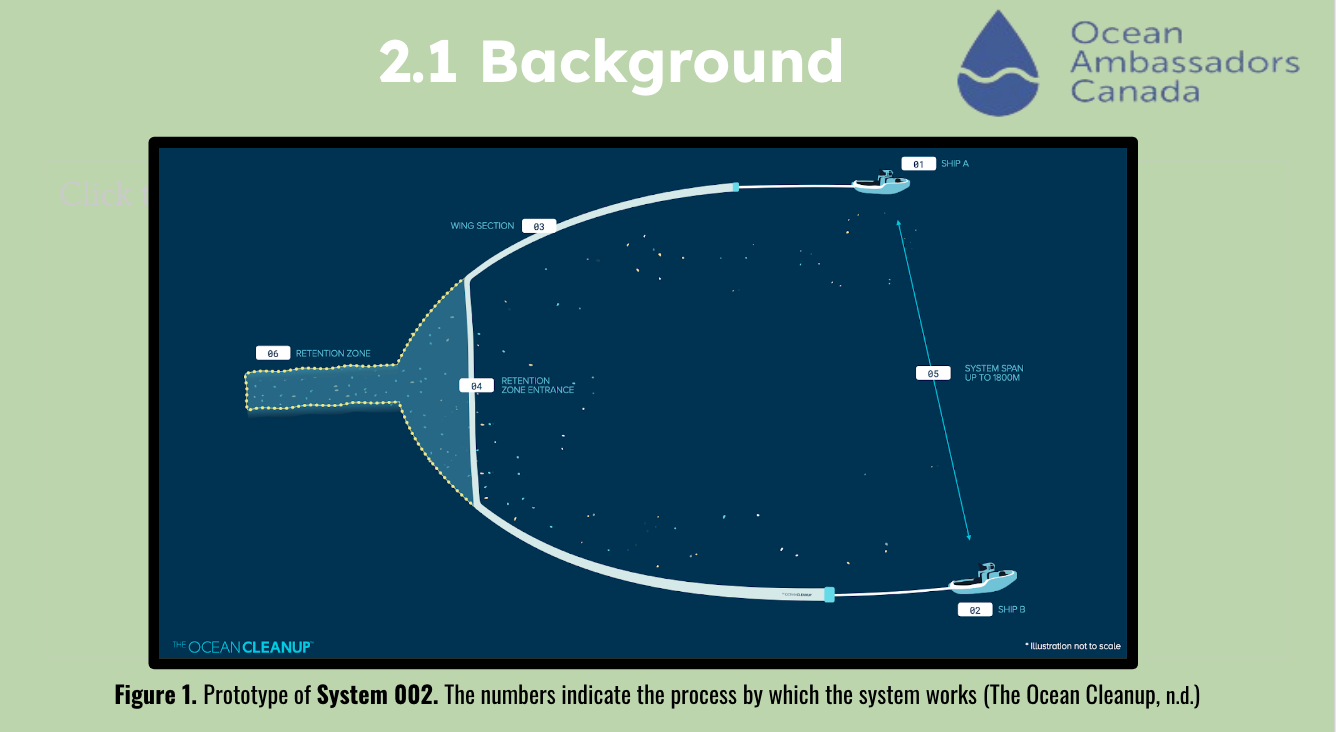 2.1 Background
Ocean
Ambassadors
Canada
Click t
01 SHIP A
WING SECTION 03
06 RETENTION ZONE
04 RETENTION
ZONE ENTRANCE
05 SYSTEM SPAN
UP TO 1800M
02 SHIP B
THE OCEANCLEANUP™
* Illustration not to scale
Figure 1. Prototype of System 002. The numbers indicate the process by which the system works (The Ocean Cleanup, n.d.)